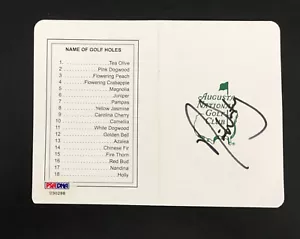 NAME OF GOLF HOLES
1. Tea Olive
2. Pink Dogwood
3. Flowering Peach
4. Flowering Crabapple
5. Magnolia
6. Juniper
7. Pampas
8. Yellow Jasmine
9. Carolina Cherry
10. Camellia
11. White Dogwood
12. Golden Bell
13. Azalea
14. Chinese Fir
15. Fire Thorn
16. Red Bud
17. Nandina
18. Holly
PSA/DNA
AUGUSTA
NATIONAL
GOLF
CLUB